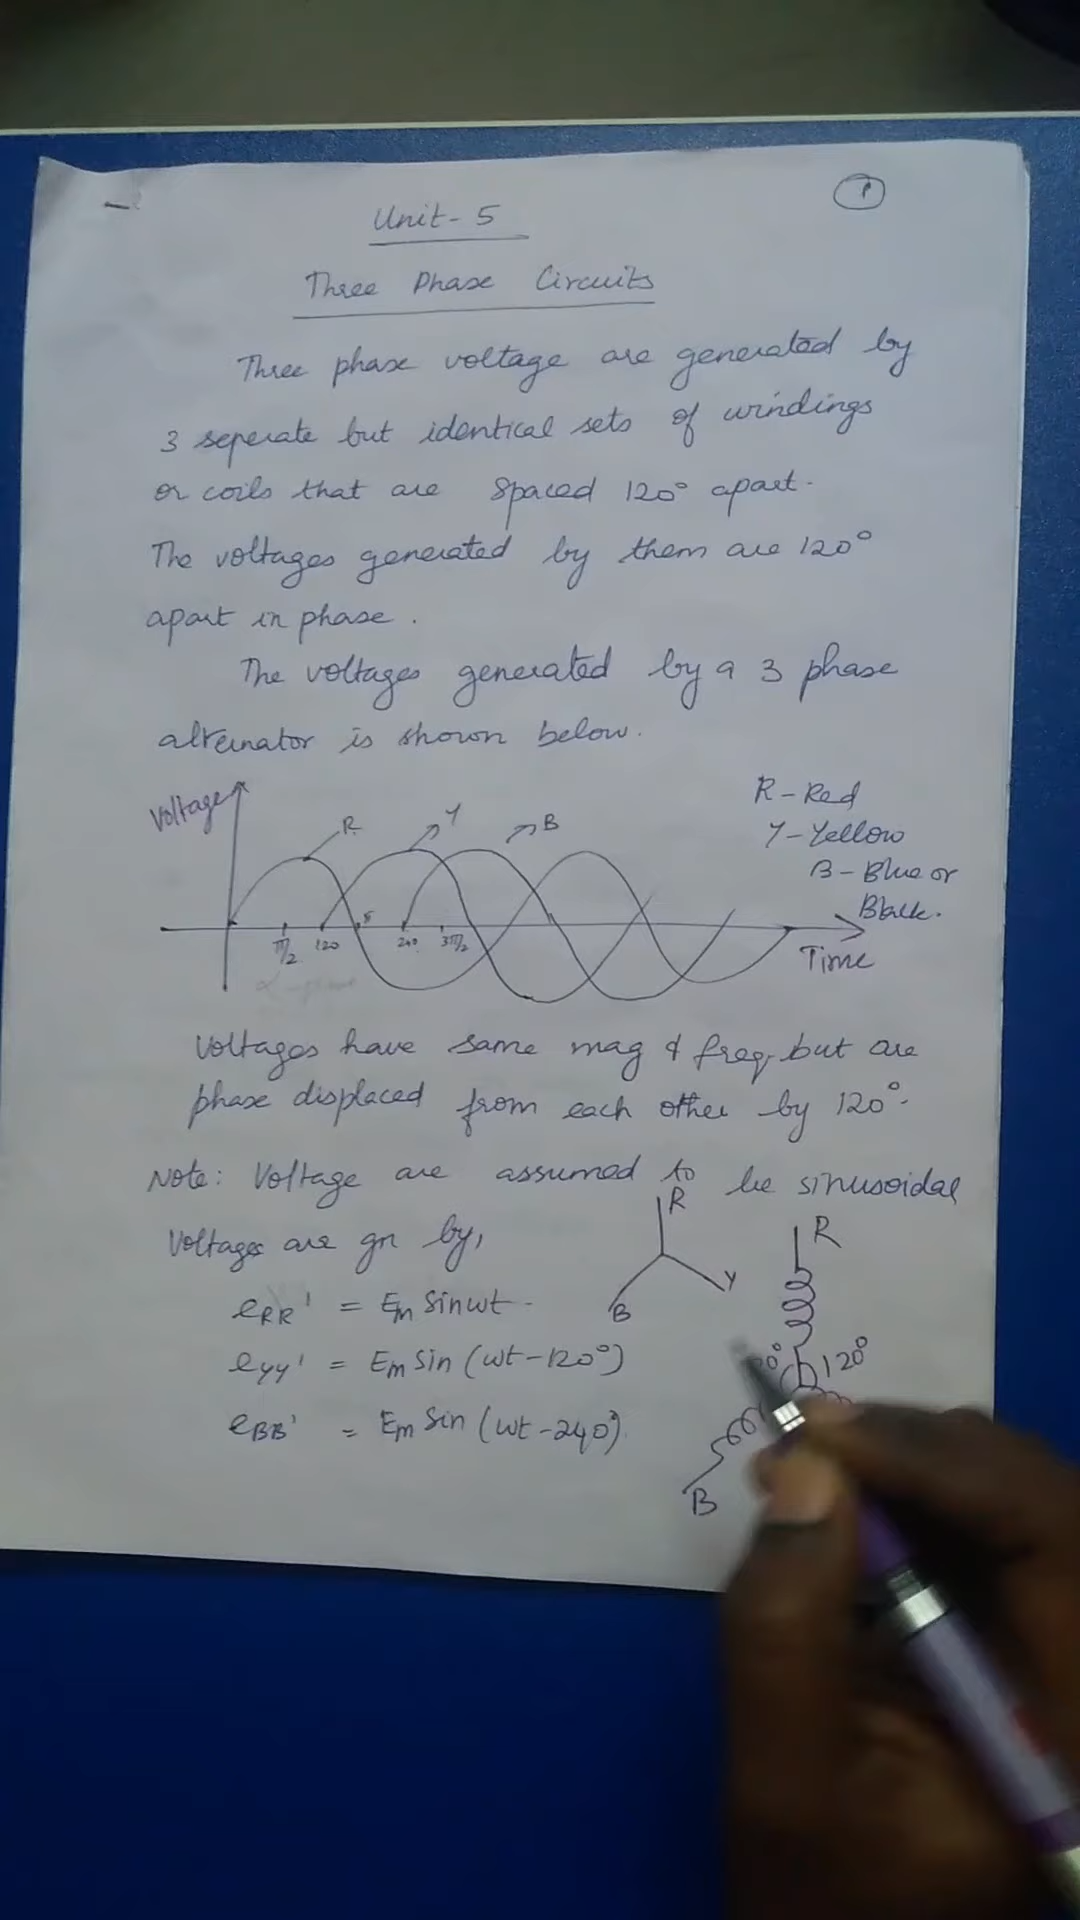 1
Unit-5
Three Phase Circuits
Three phase voltage are generated by
3 seperate but identical sets of windings
or coils that are spaced 120° apart.
The voltages generated by them are 120°
apart in phase.
The voltages generated by a 3 phase
alternator is shown below.
Voltage
R
Y
B
R-Red
Y-Yellow
B-Blue or
Black.
π/2 120 240 3π/2
Time
Voltages have same mag & freq, but are
phase displaced from each other by 120°.
Note: Voltage are assumed to be sinusoidal
Voltages are gn by,
R
Y
B
R
eRR' = Em Sinwt.
eYY' = Em Sin (wt-120°)
120°
eBB' = Em Sin (wt-240°).
B